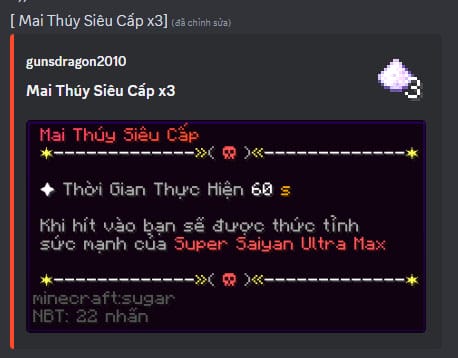 [ Mai Thúy Siêu Cấp x3] (đã chỉnh sửa)
gunsdragon2010
Mai Thúy Siêu Cấp x3
3
Mai Thúy Siêu Cấp
★--------------»( ☠ )«--------------★
✦ Thời Gian Thực Hiện 60 s
Khi hít vào bạn sẽ được thức tỉnh
sức mạnh của Super Saiyan Ultra Max
★--------------»( ☠ )«--------------★
minecraft:sugar
NBT: 22 nhãn